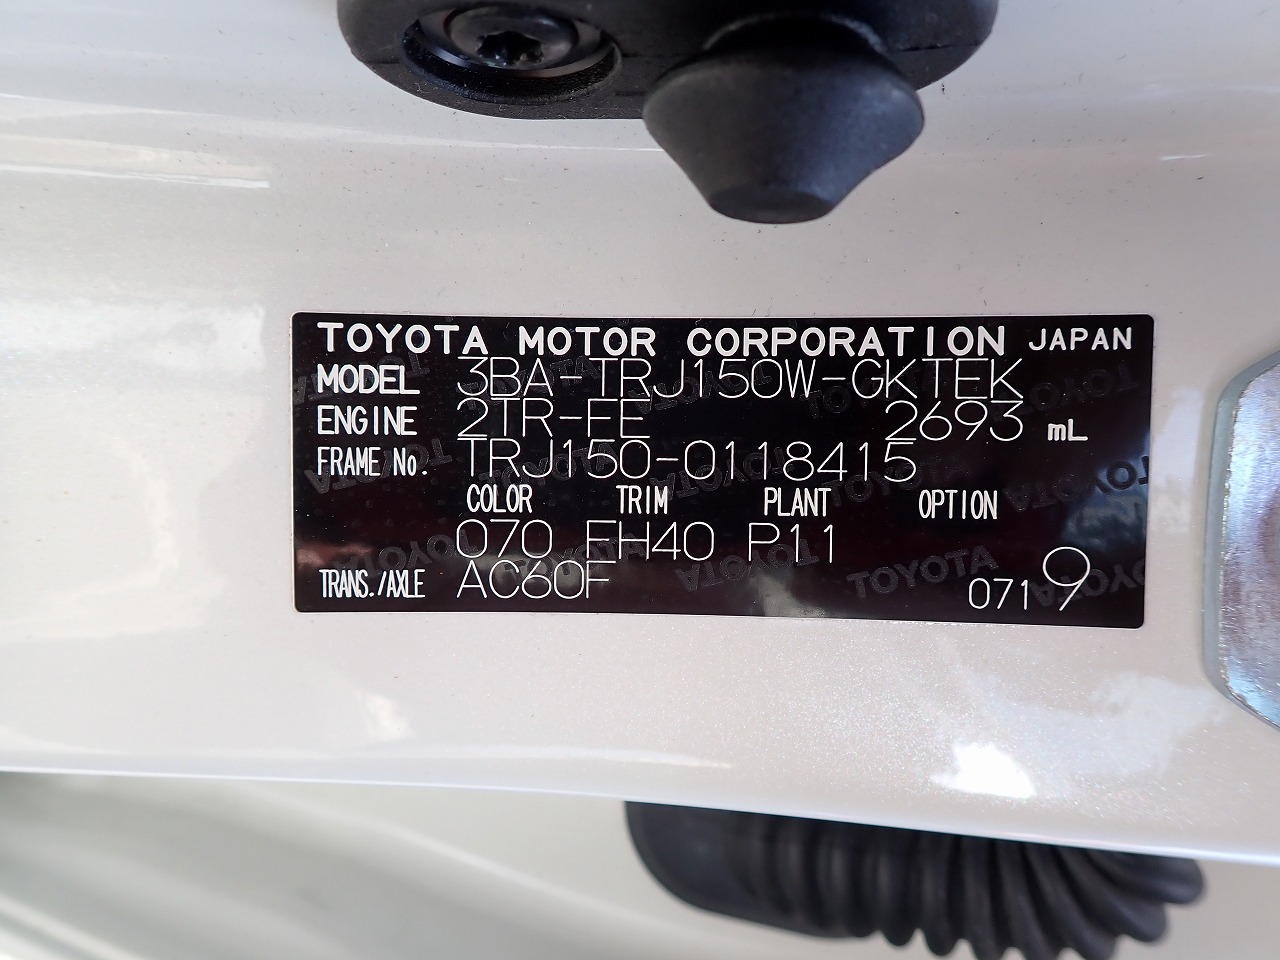 TOYOTA MOTOR CORPORATION JAPAN
MODEL 3BA-TRJ150W-GKTEK
ENGINE 2TR-FE 2693 mL
FRAME No. TRJ150-0118415
COLOR TRIM PLANT OPTION
070 FH40 P11
TRANS./AXLE AC60F 0719